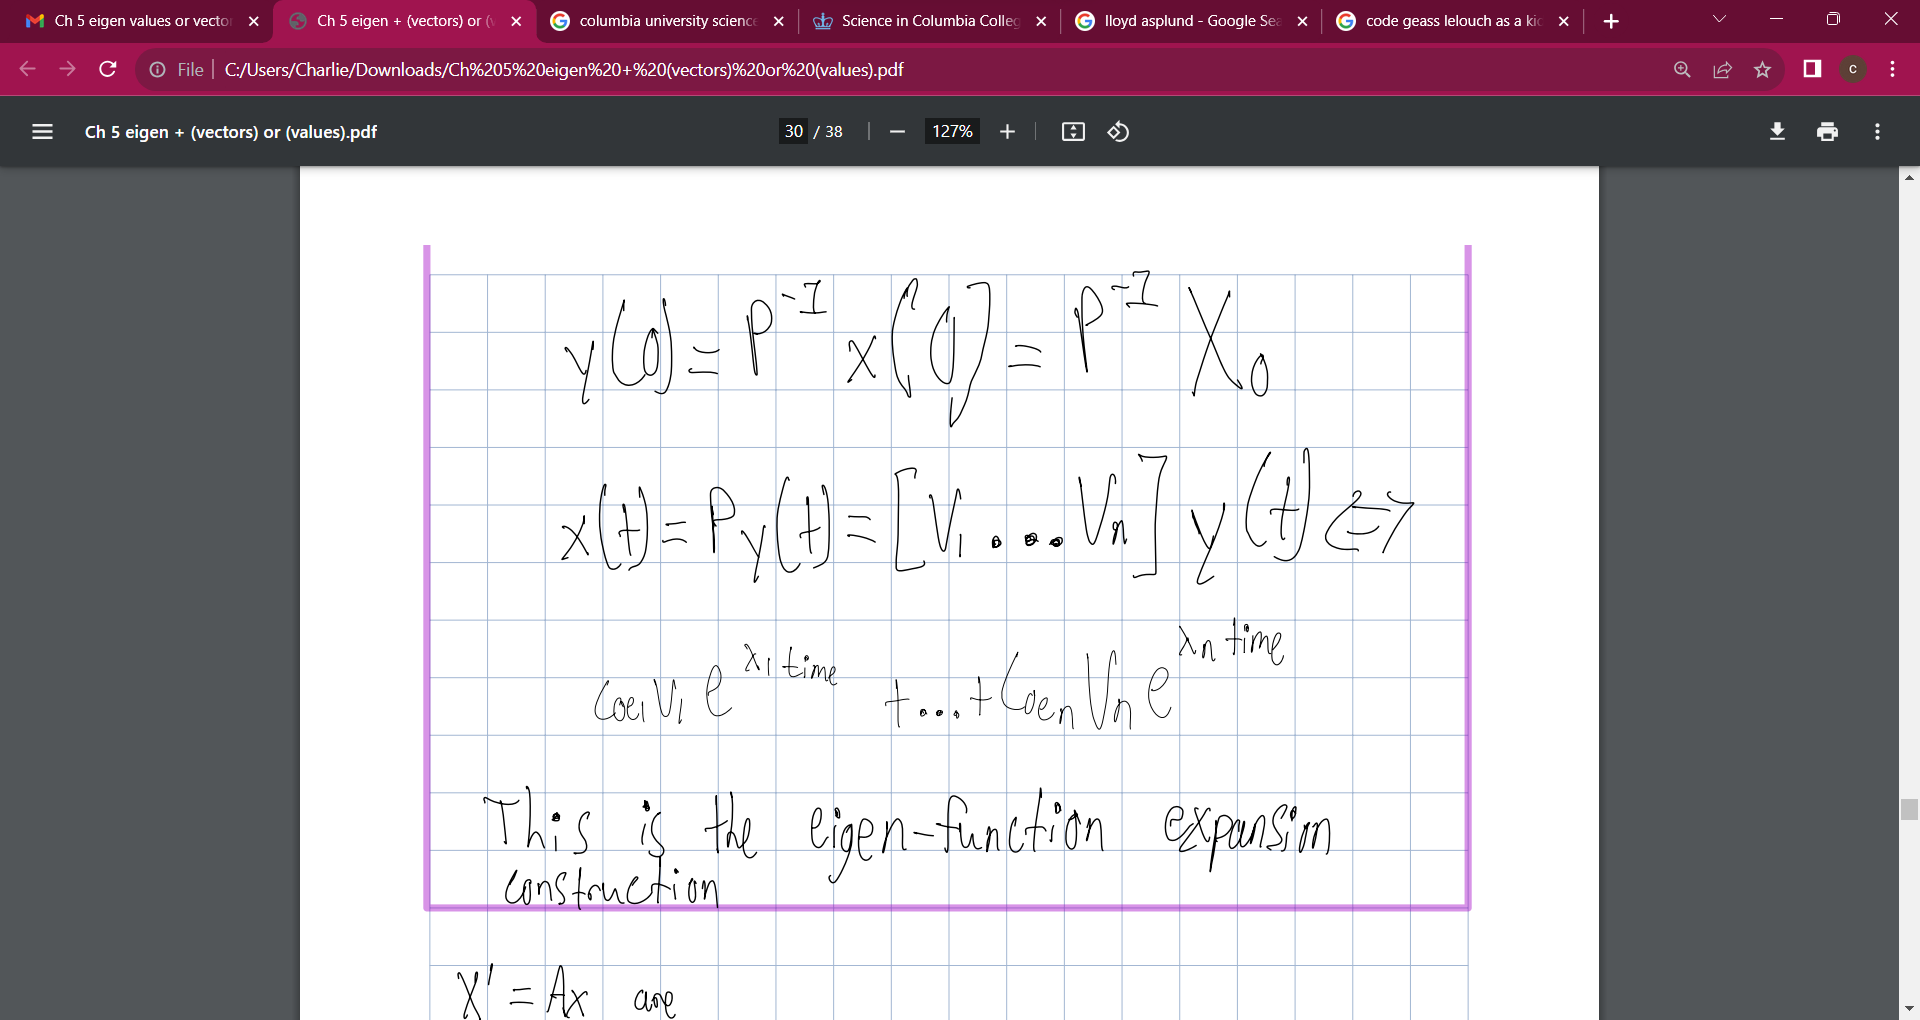 Ch 5 eigen values or vector
Ch 5 eigen + (vectors) or (v
columbia university science
Science in Columbia Colleg
lloyd asplund - Google Sea
code geass lelouch as a kid
File
C:/Users/Charlie/Downloads/Ch%205%20eigen%20+%20(vectors)%20or%20(values).pdf
c
Ch 5 eigen + (vectors) or (values).pdf
30 / 38
127%
y(0) = P⁻¹ x(0) = P⁻¹ X₀
x(t) = Py(t) = [V₁ ... Vₙ] y(t) ⇔
Coe₁ V₁ e^λ₁ time + ... + Coeₙ Vₙ e^λₙ time
This is the eigen-function expansion
construction
X' = Ax are